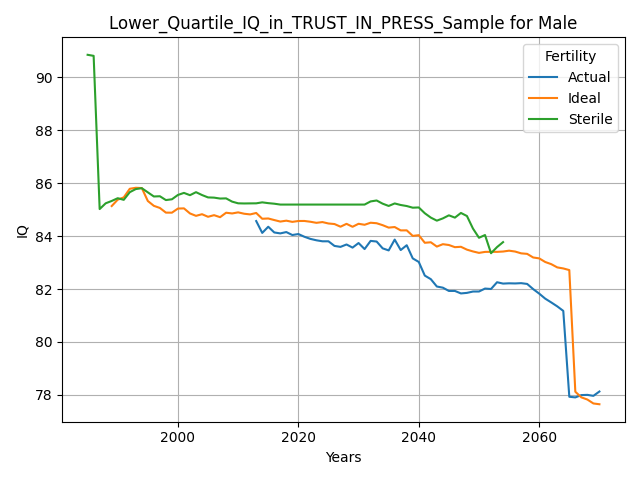 Lower_Quartile_IQ_in_TRUST_IN_PRESS_Sample for Male
Fertility
Actual
Ideal
Sterile
IQ
90
88
86
84
82
80
78
2000
2020
2040
2060
Years